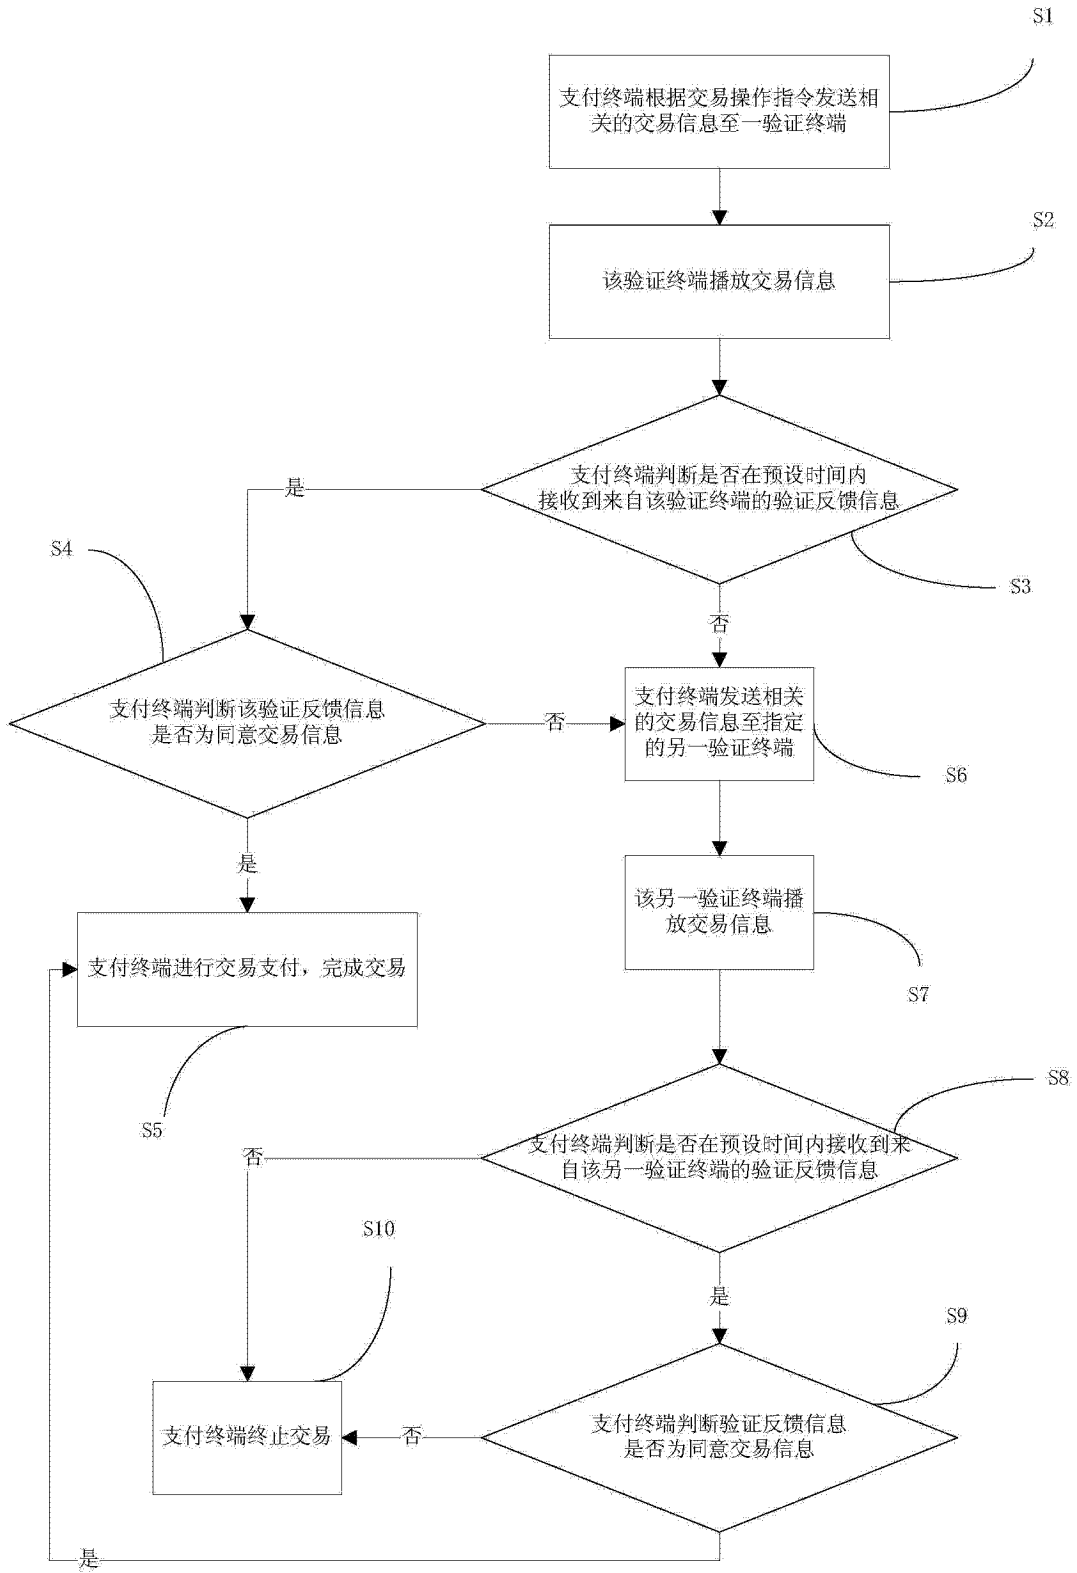 S1
支付终端根据交易操作指令发送相
关的交易信息至一验证终端
S2
该验证终端播放交易信息
支付终端判断是否在预设时间内
接收到来自该验证终端的验证反馈信息
是
S4
S3
否
支付终端判断该验证反馈信息
是否为同意交易信息
否
支付终端发送相关
的交易信息至指定
的另一验证终端
S6
是
该另一验证终端播
放交易信息
支付终端进行交易支付，完成交易
S7
S5
S8
支付终端判断是否在预设时间内接收到来
自该另一验证终端的验证反馈信息
否
S10
是
S9
支付终端终止交易
否
支付终端判断验证反馈信息
是否为同意交易信息
是